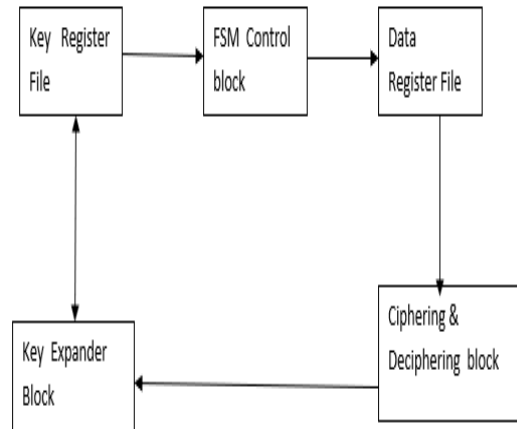 Key Register
File
FSM Control
block
Data
Register File
Ciphering &
Deciphering block
Key Expander
Block